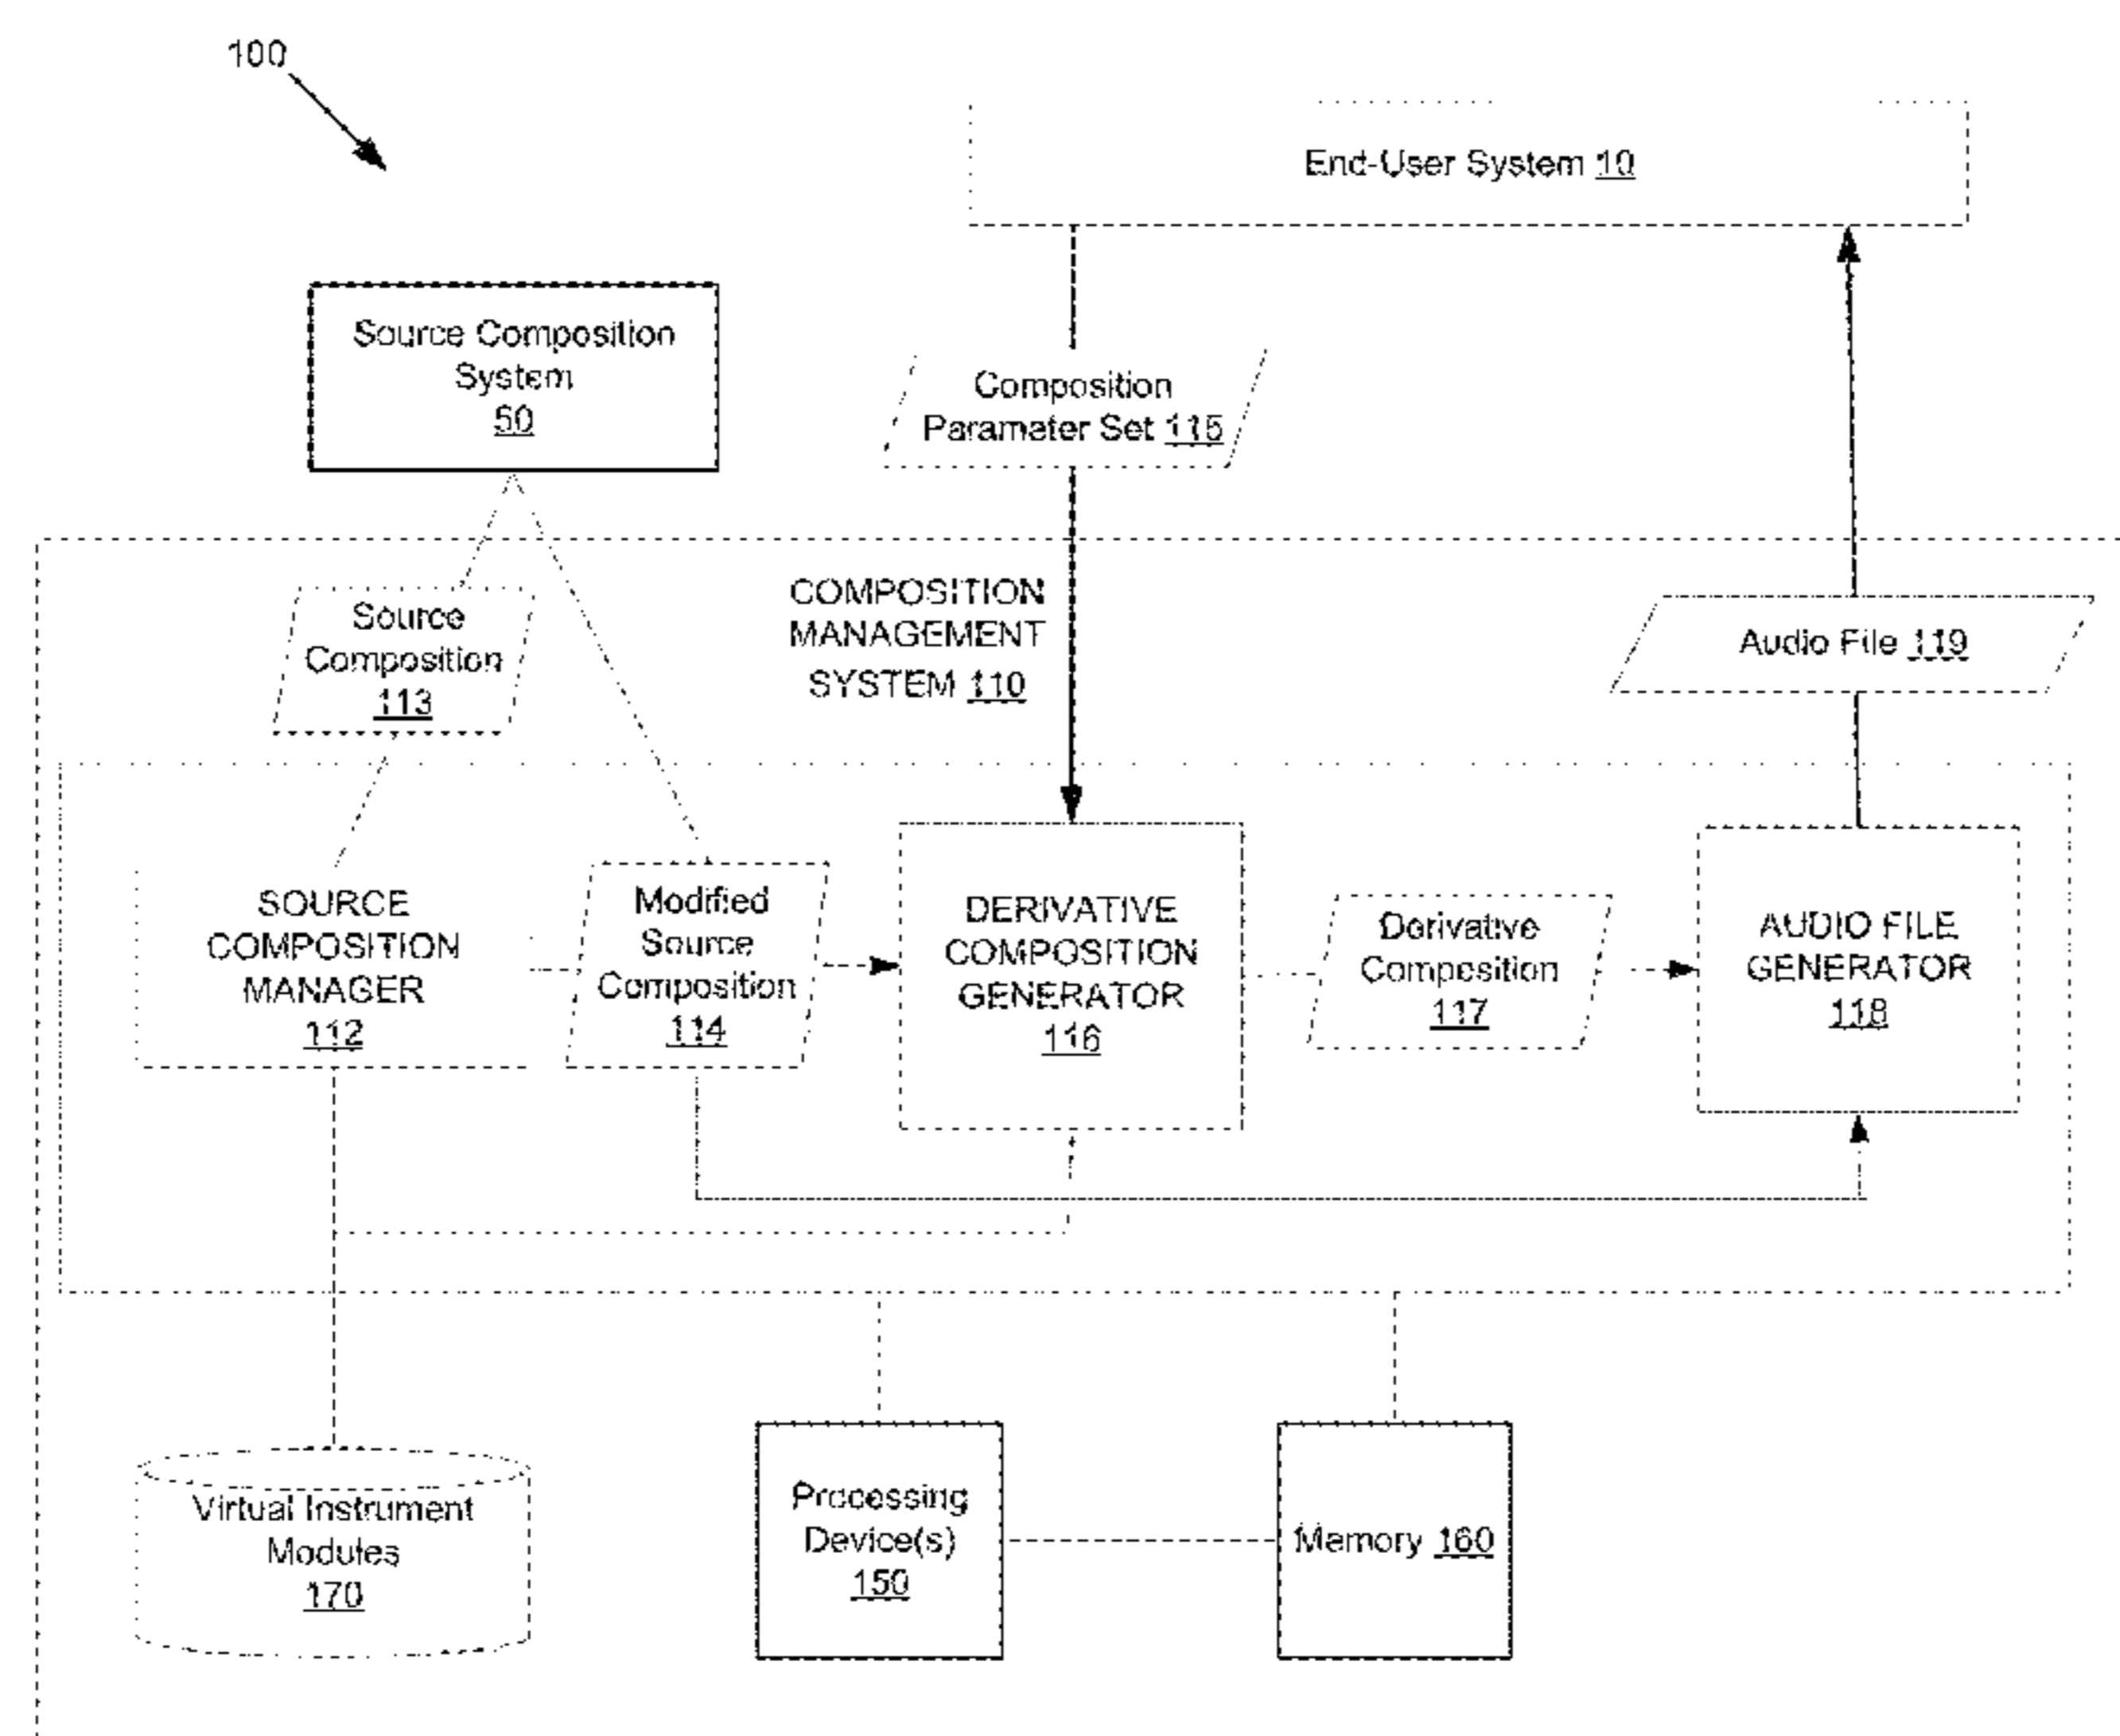 100
End-User System 10
Source Composition
System
50
Composition
Parameter Set 115
COMPOSITION
MANAGEMENT
SYSTEM 110
Source
Composition
113
Audio File 119
SOURCE
COMPOSITION
MANAGER
112
Modified
Source
Composition
114
DERIVATIVE
COMPOSITION
GENERATOR
116
Derivative
Composition
117
AUDIO FILE
GENERATOR
118
Virtual Instrument
Modules
170
Processing
Device(s)
150
Memory 160